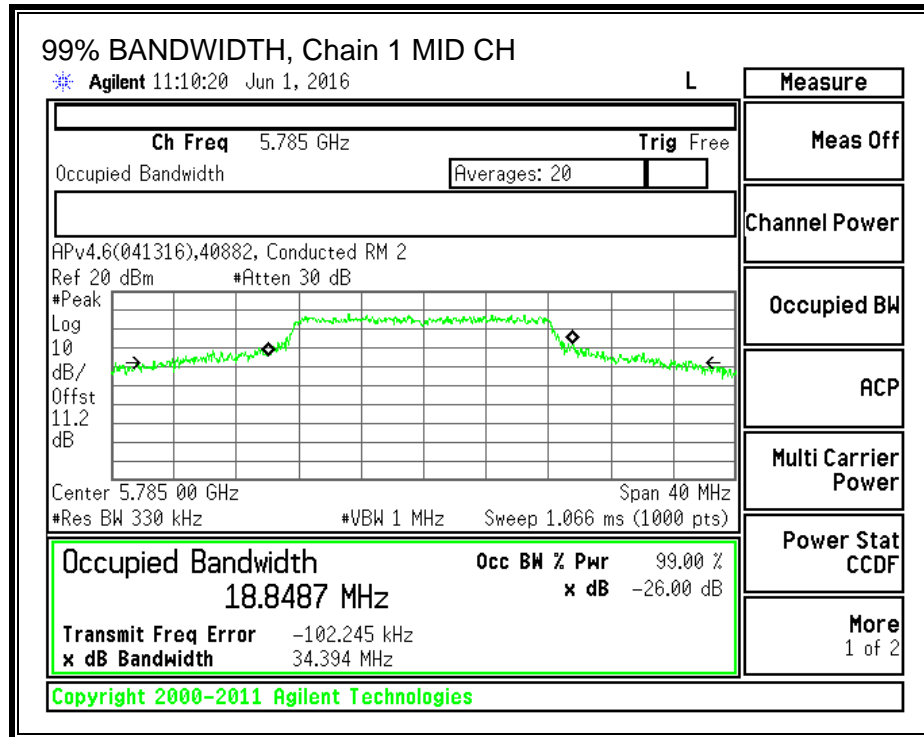 99% BANDWIDTH, Chain 1 MID CH
Agilent 11:10:20 Jun 1, 2016 L
Measure
Ch Freq 5.785 GHz Trig Free
Meas Off
Occupied Bandwidth Averages: 20
Channel Power
APv4.6(041316),40882, Conducted RM 2
Ref 20 dBm #Atten 30 dB
#Peak
Log
10
dB/
Offst
11.2
dB
Occupied BW
ACP
Multi Carrier
Power
Center 5.785 00 GHz Span 40 MHz
#Res BW 330 kHz #VBW 1 MHz Sweep 1.066 ms (1000 pts)
Power Stat
CCDF
Occupied Bandwidth Occ BW % Pwr 99.00 %
18.8487 MHz x dB -26.00 dB
Transmit Freq Error -102.245 kHz
x dB Bandwidth 34.394 MHz
More
1 of 2
Copyright 2000-2011 Agilent Technologies